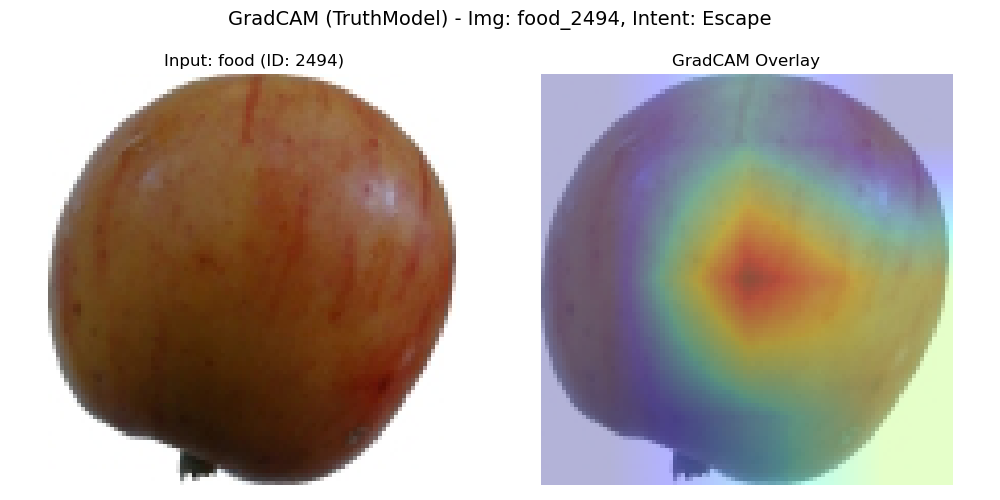 GradCAM (TruthModel) - Img: food_2494, Intent: Escape
Input: food (ID: 2494)
GradCAM Overlay